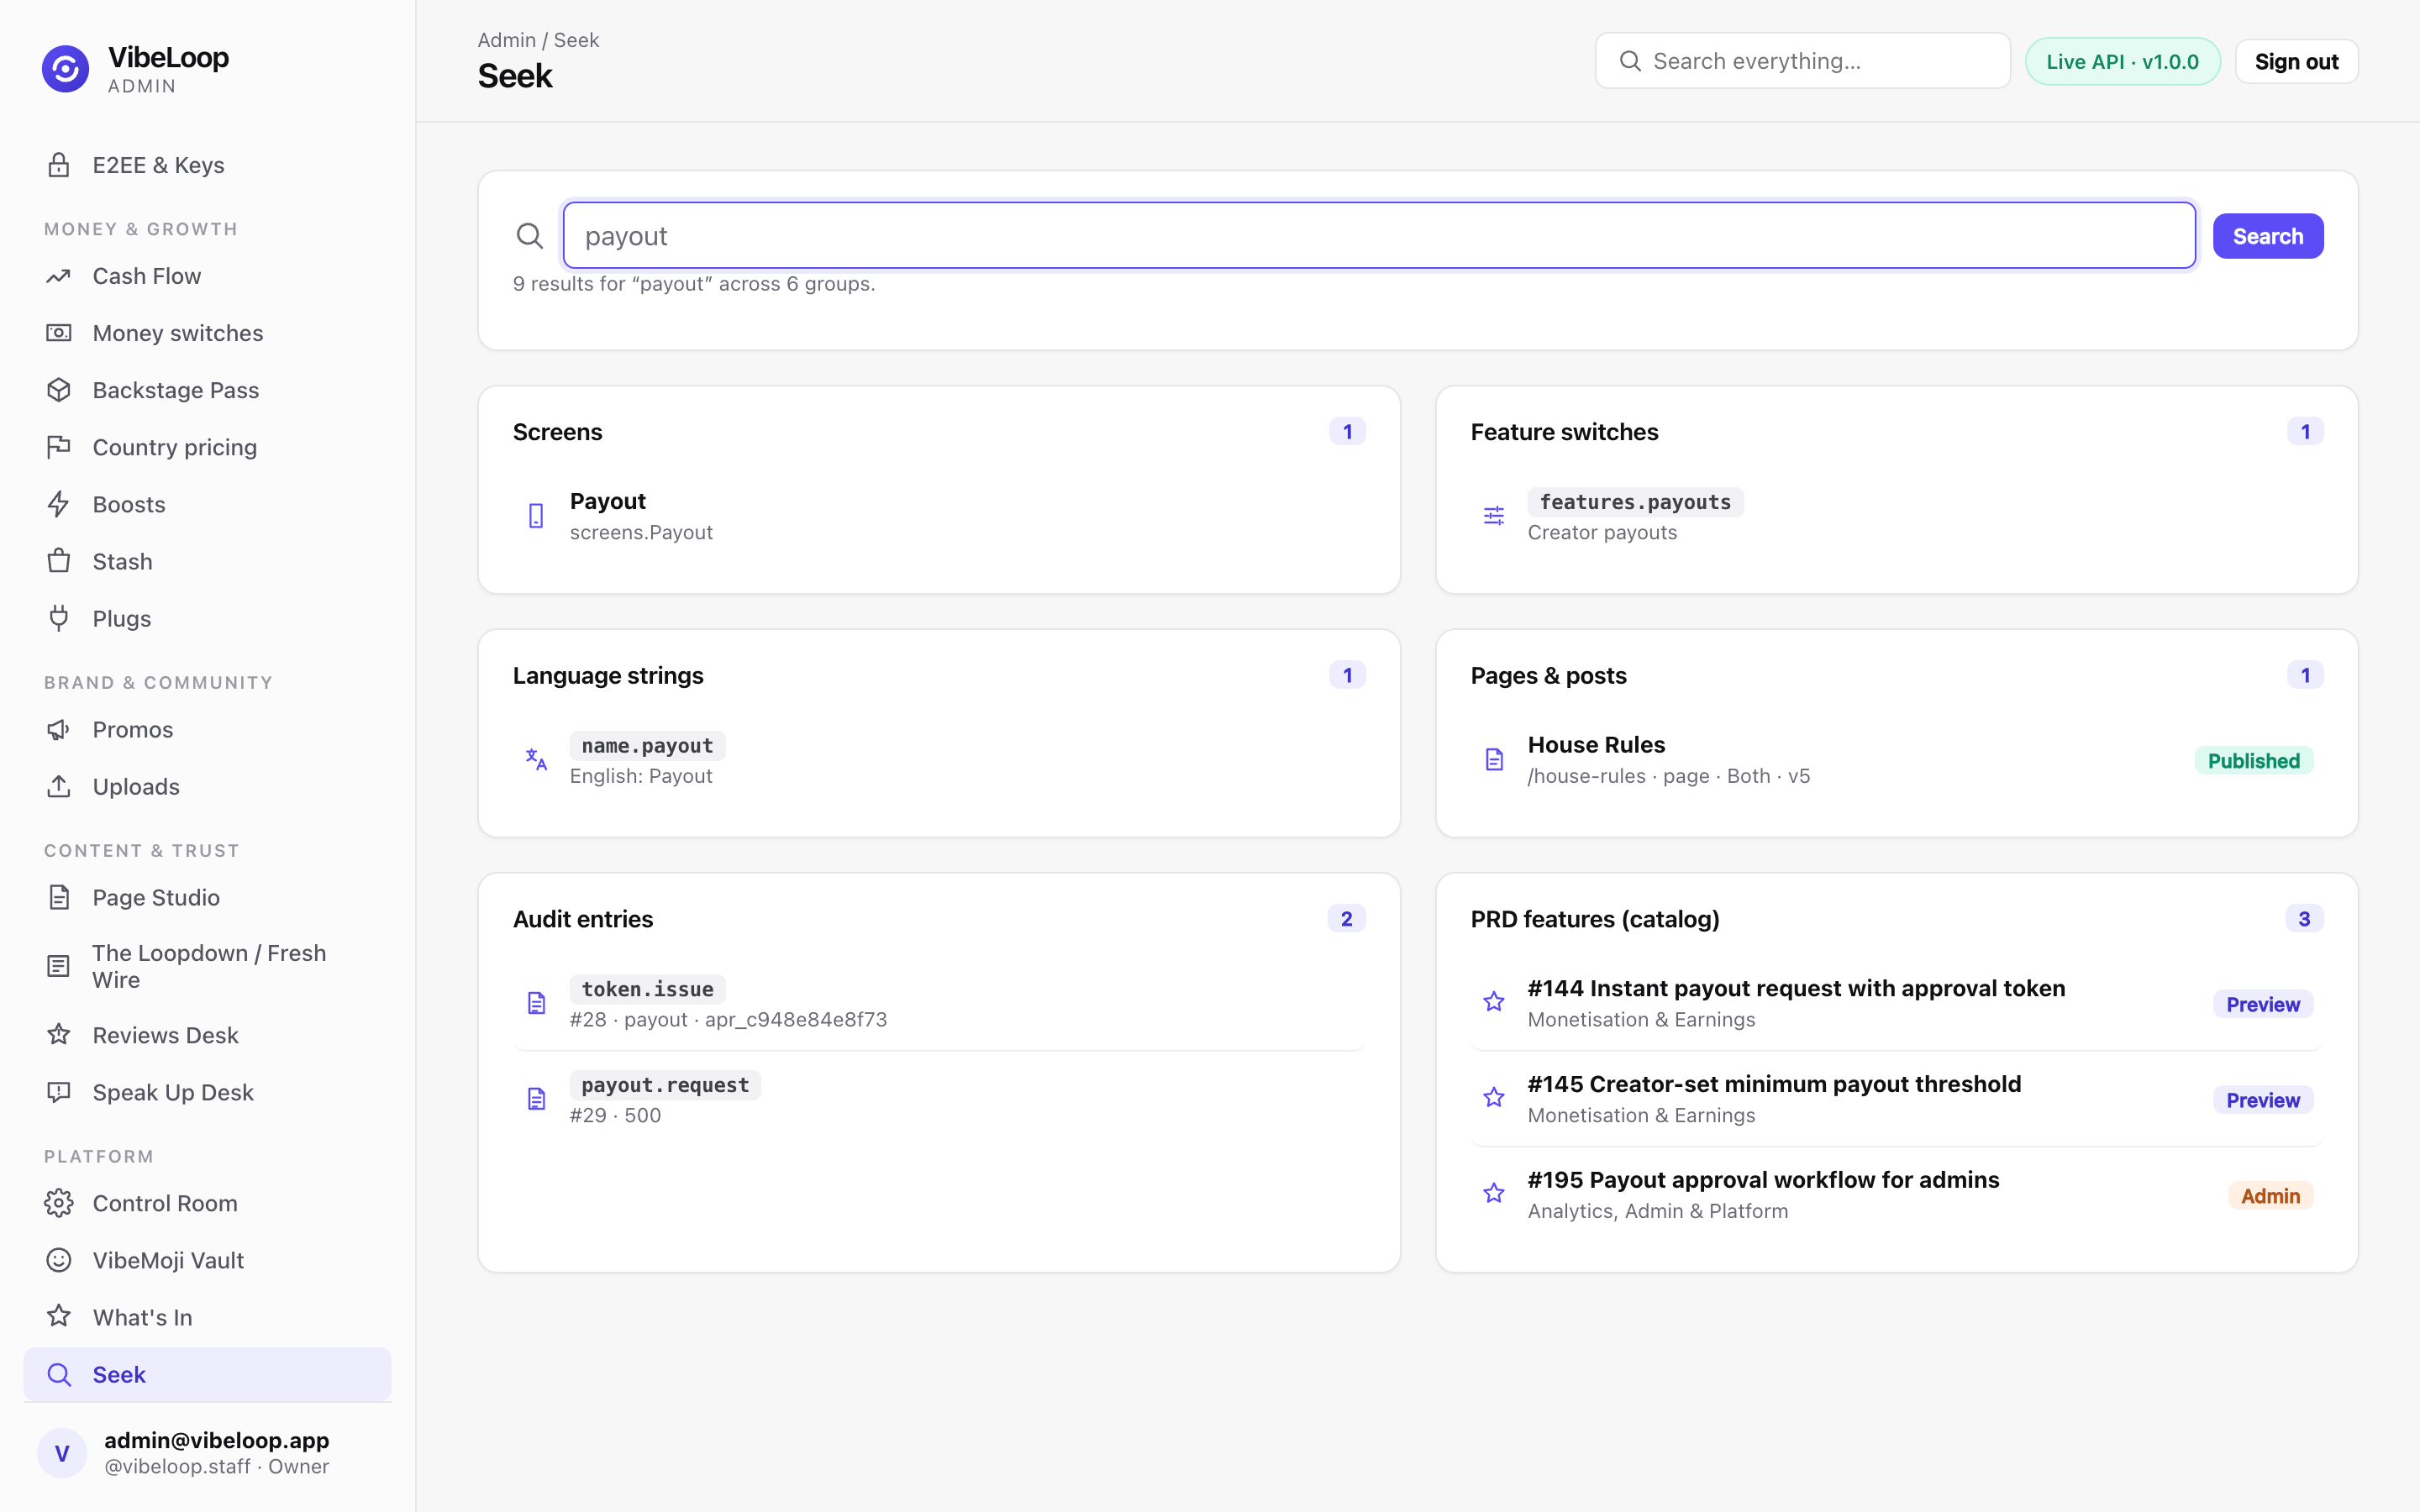 VibeLoop
ADMIN
E2EE & Keys
MONEY & GROWTH
Cash Flow
Money switches
Backstage Pass
Country pricing
Boosts
Stash
Plugs
BRAND & COMMUNITY
Promos
Uploads
CONTENT & TRUST
Page Studio
The Loopdown / Fresh
Wire
Reviews Desk
Speak Up Desk
PLATFORM
Control Room
VibeMoji Vault
What's In
Seek
V
admin@vibeloop.app
@vibeloop.staff · Owner
Admin / Seek
Seek
Search everything...
Live API · v1.0.0
Sign out
payout
Search
9 results for “payout” across 6 groups.
Screens
1
Payout
screens.Payout
Feature switches
1
features.payouts
Creator payouts
Language strings
1
name.payout
English: Payout
Pages & posts
1
House Rules
/house-rules · page · Both · v5
Published
Audit entries
2
token.issue
#28 · payout · apr_c948e84e8f73
payout.request
#29 · 500
PRD features (catalog)
3
#144 Instant payout request with approval token
Monetisation & Earnings
Preview
#145 Creator-set minimum payout threshold
Monetisation & Earnings
Preview
#195 Payout approval workflow for admins
Analytics, Admin & Platform
Admin